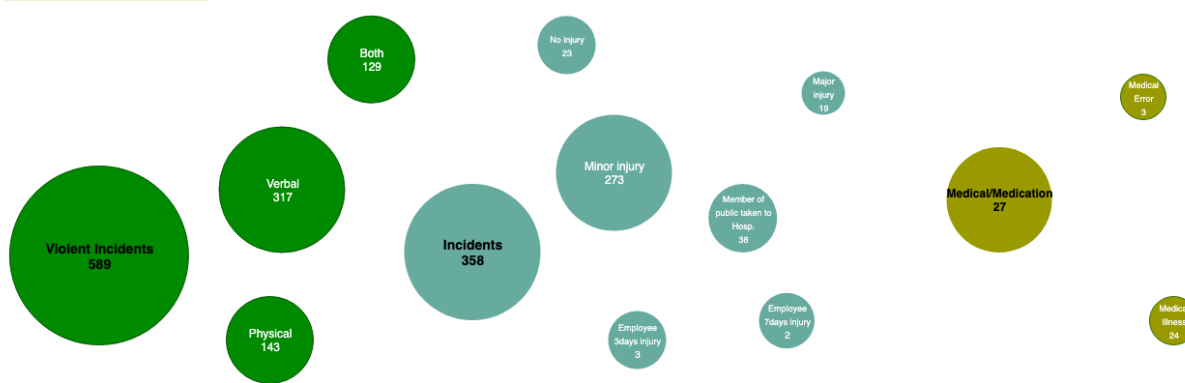 Both
129
No injury
23
Major
injury
19
Medical
Error
3
Verbal
317
Minor injury
273
Medical/Medication
27
Member of
public taken to
Hosp.
38
Violent Incidents
589
Incidents
358
Physical
143
Employee
3days injury
3
Employee
7days injury
2
Medical
Illness
24